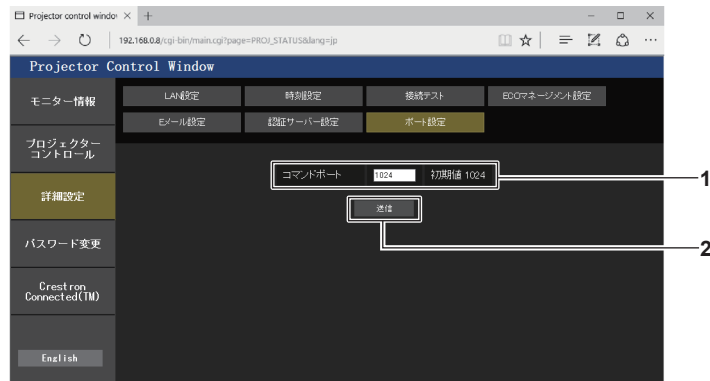 Projector control window
192.168.0.8/cgi-bin/main.cgi?page=PROJ_STATUS&lang=jp
Projector Control Window
モニター情報
LAN設定
時刻設定
接続テスト
ECOマネージメント設定
Eメール設定
認証サーバー設定
ポート設定
プロジェクター
コントロール
コマンドポート
1024
初期値 1024
1
詳細設定
送信
2
パスワード変更
Crestron
Connected(TM)
English